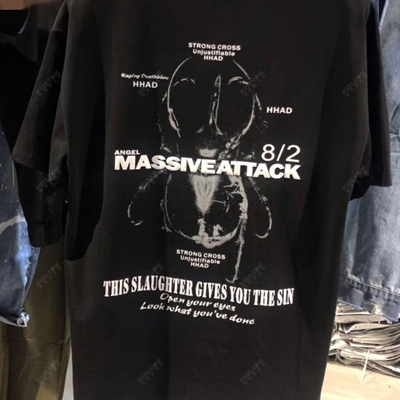 STRONG CROSS
Unjustifiable
HHAD
Raging Deathblow
HHAD
HHAD
ANGEL
8/2
MASSIVE ATTACK
STRONG CROSS
Unjustifiable
HHAD
THIS SLAUGHTER GIVES YOU THE SIN
Open your eyes
Look what you've done